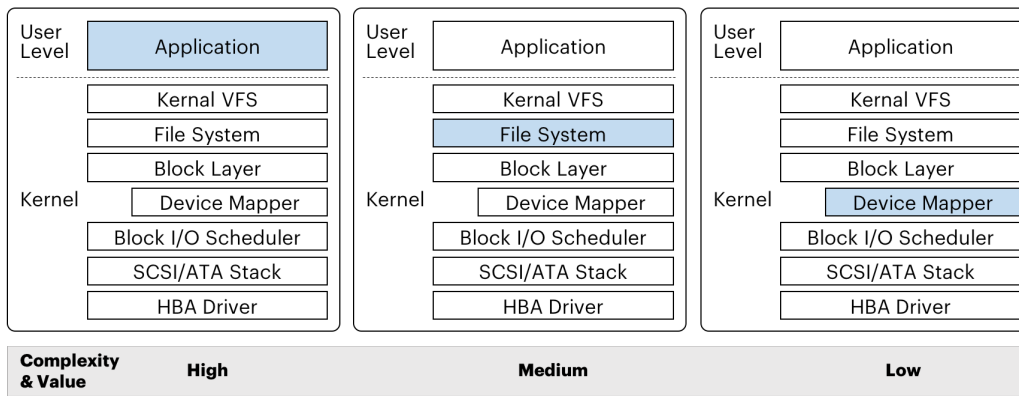 User
Level
Application
Kernal VFS
File System
Block Layer
Kernel
Device Mapper
Block I/O Scheduler
SCSI/ATA Stack
HBA Driver
User
Level
Application
Kernal VFS
File System
Block Layer
Kernel
Device Mapper
Block I/O Scheduler
SCSI/ATA Stack
HBA Driver
User
Level
Application
Kernal VFS
File System
Block Layer
Kernel
Device Mapper
Block I/O Scheduler
SCSI/ATA Stack
HBA Driver
Complexity
& Value
High
Medium
Low